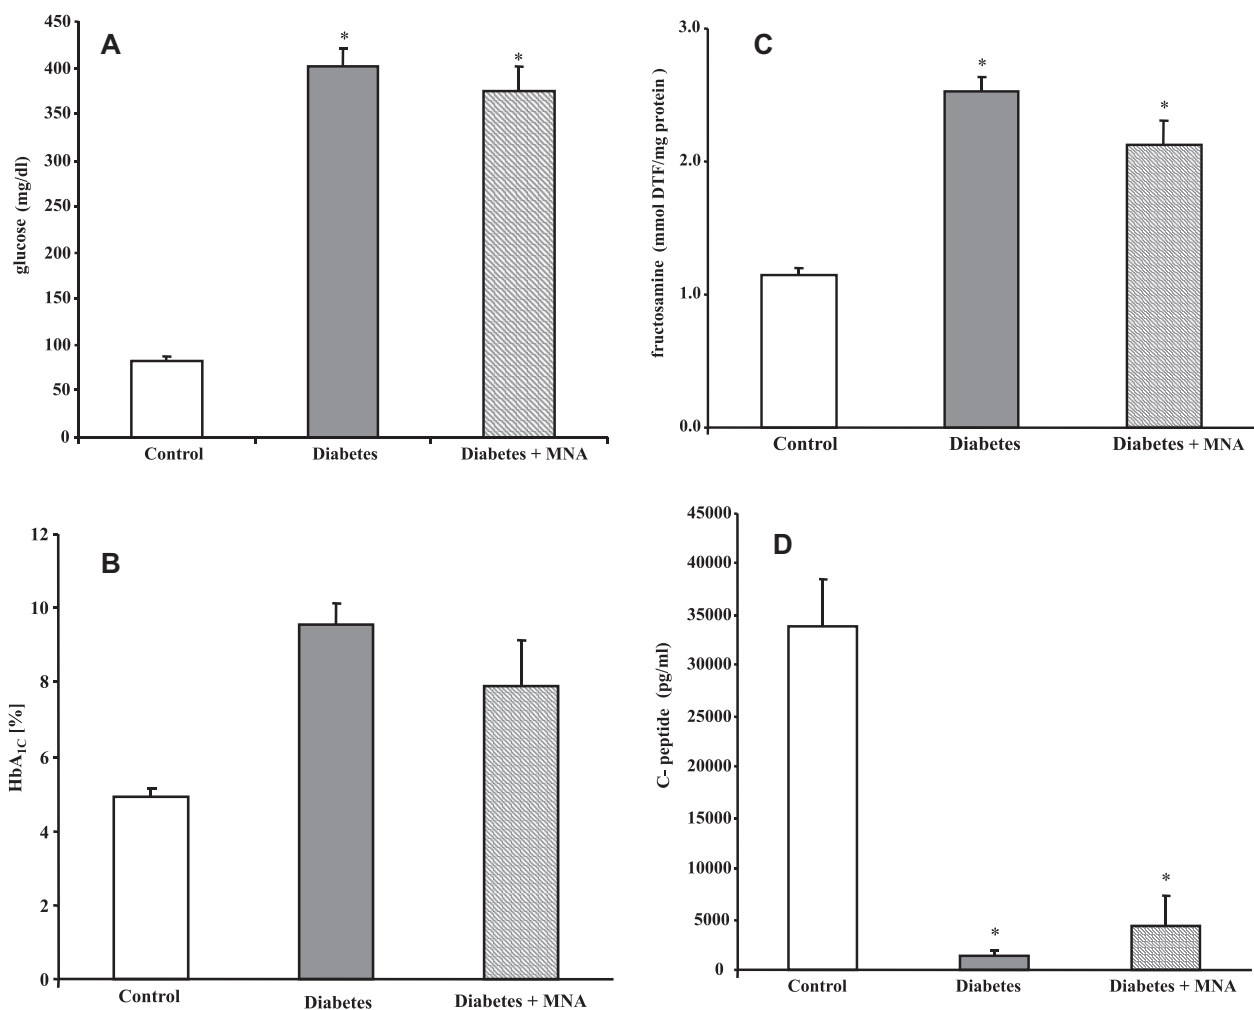 A
glucose (mg/dl)
450
400
350
400
300
250
200
150
100
50
0
*
*
Control
Diabetes
Diabetes + MNA
C
fructosamine (mmol DTF/mg protein )
3.0
2.0
1.0
0.0
*
*
Control
Diabetes
Diabetes + MNA
B
HbA1C [%]
12
10
8
6
4
2
0
Control
Diabetes
Diabetes + MNA
D
C- peptide (pg/ml)
45000
40000
35000
30000
25000
20000
15000
10000
5000
0
*
*
Control
Diabetes
Diabetes + MNA